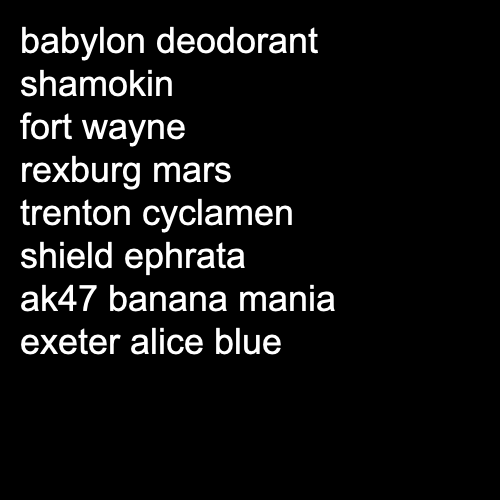 babylon deodorant
shamokin
fort wayne
rexburg mars
trenton cyclamen
shield ephrata
ak47 banana mania
exeter alice blue